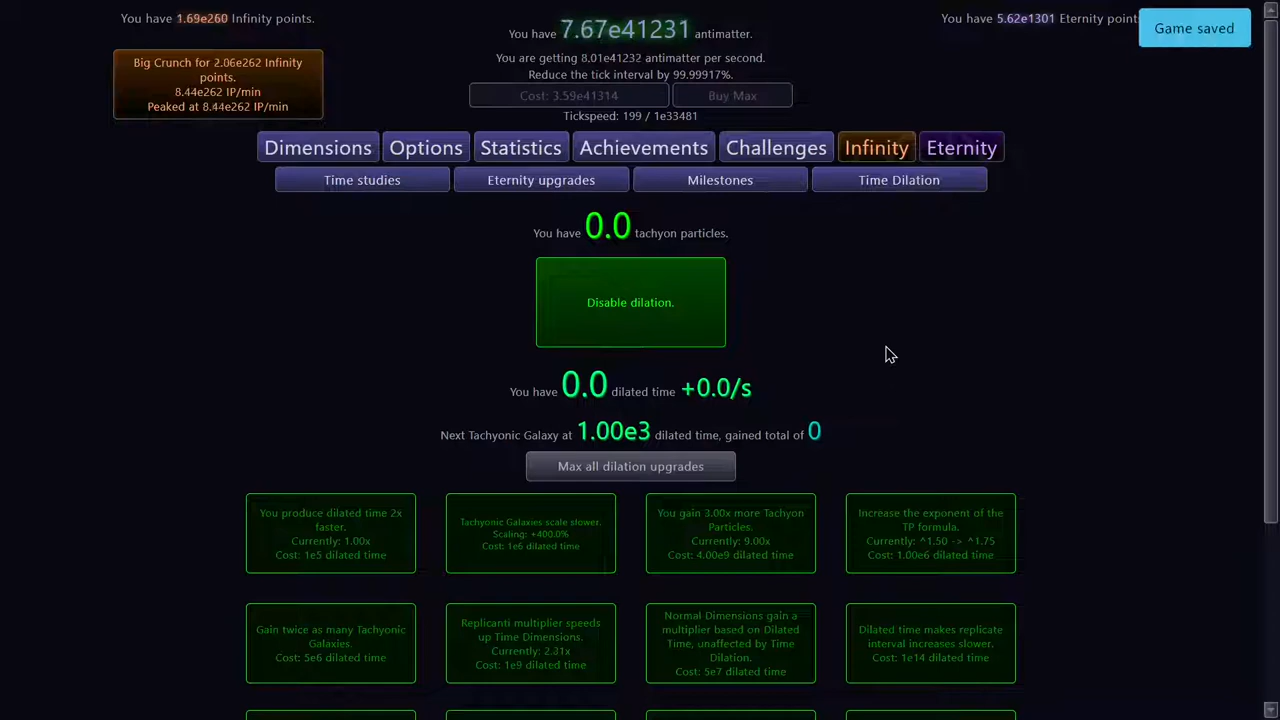 You have 1.69e260 Infinity points.
You have 7.67e41231 antimatter.
You have 5.62e1301 Eternity point
Game saved
Big Crunch for 2.06e262 Infinity
points.
8.44e262 IP/min
Peaked at 8.44e262 IP/min
You are getting 8.01e41232 antimatter per second.
Reduce the tick interval by 99.99917%.
Cost: 3.59e41314
Buy Max
Tickspeed: 199 / 1e33481
Dimensions
Options
Statistics
Achievements
Challenges
Infinity
Eternity
Time studies
Eternity upgrades
Milestones
Time Dilation
You have 0.0 tachyon particles.
Disable dilation.
You have 0.0 dilated time +0.0/s
Next Tachyonic Galaxy at 1.00e3 dilated time, gained total of 0
Max all dilation upgrades
You produce dilated time 2x
faster.
Currently: 1.00x
Cost: 1e5 dilated time
Tachyonic Galaxies scale slower.
Scaling: +400.0%
Cost: 1e6 dilated time
You gain 3.00x more Tachyon
Particles.
Currently: 9.00x
Cost: 4.00e9 dilated time
Increase the exponent of the
TP formula.
Currently: ^1.50 -> ^1.75
Cost: 1.00e6 dilated time
Gain twice as many Tachyonic
Galaxies.
Cost: 5e6 dilated time
Replicanti multiplier speeds
up Time Dimensions.
Currently: 2.31x
Cost: 1e9 dilated time
Normal Dimensions gain a
multiplier based on Dilated
Time, unaffected by Time
Dilation.
Cost: 5e7 dilated time
Dilated time makes replicate
interval increases slower.
Cost: 1e14 dilated time